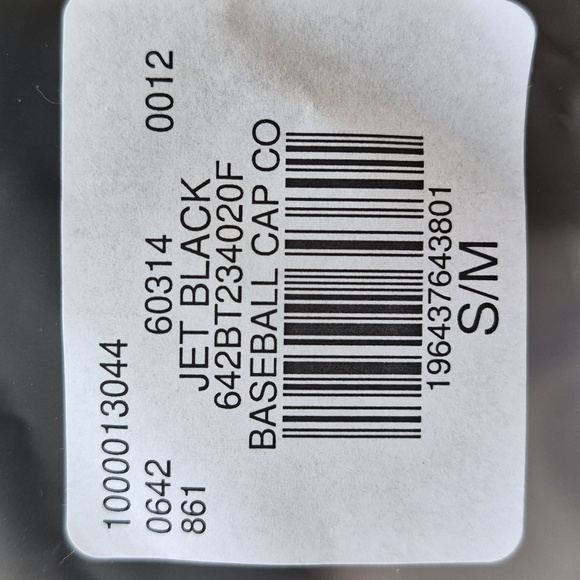 1000013044
0642 60314 0012
861 JET BLACK
642BT234020F
BASEBALL CAP CO
196437643801
S/M